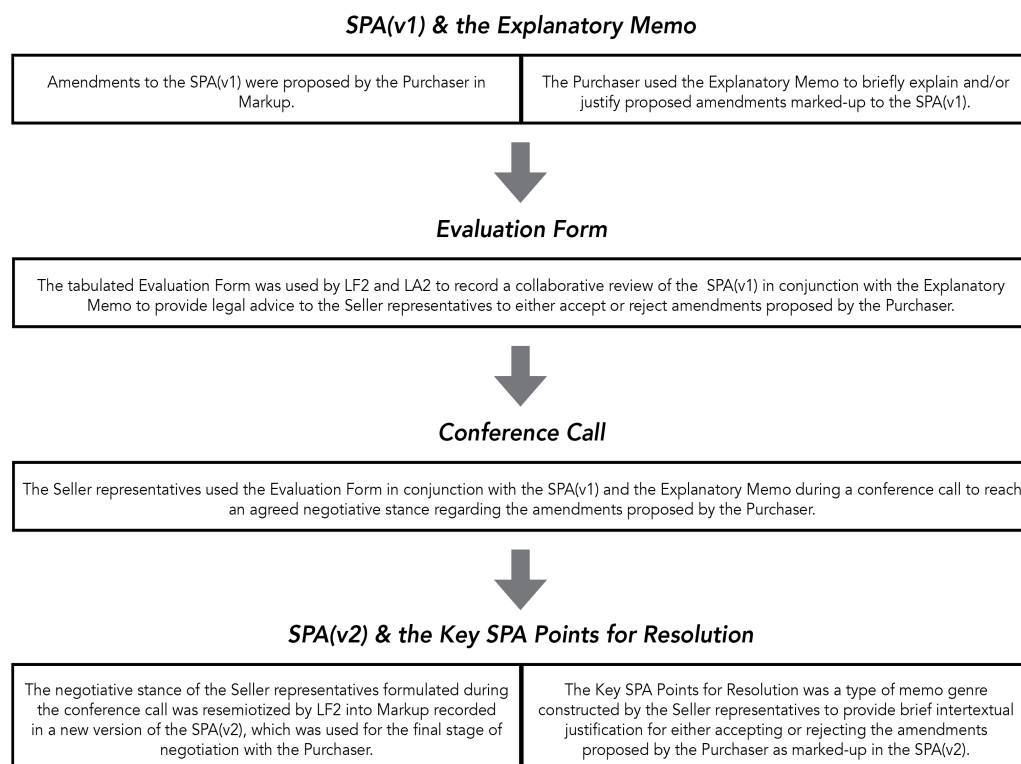 SPA(v1) & the Explanatory Memo
Amendments to the SPA(v1) were proposed by the Purchaser in
Markup.
The Purchaser used the Explanatory Memo to briefly explain and/or
justify proposed amendments marked-up to the SPA(v1).
Evaluation Form
The tabulated Evaluation Form was used by LF2 and LA2 to record a collaborative review of the SPA(v1) in conjunction with the Explanatory
Memo to provide legal advice to the Seller representatives to either accept or reject amendments proposed by the Purchaser.
Conference Call
The Seller representatives used the Evaluation Form in conjunction with the SPA(v1) and the Explanatory Memo during a conference call to reach
an agreed negotiative stance regarding the amendments proposed by the Purchaser.
SPA(v2) & the Key SPA Points for Resolution
The negotiative stance of the Seller representatives formulated during
the conference call was resemiotized by LF2 into Markup recorded
in a new version of the SPA(v2), which was used for the final stage of
negotiation with the Purchaser.
The Key SPA Points for Resolution was a type of memo genre
constructed by the Seller representatives to provide brief intertextual
justification for either accepting or rejecting the amendments
proposed by the Purchaser as marked-up in the SPA(v2).